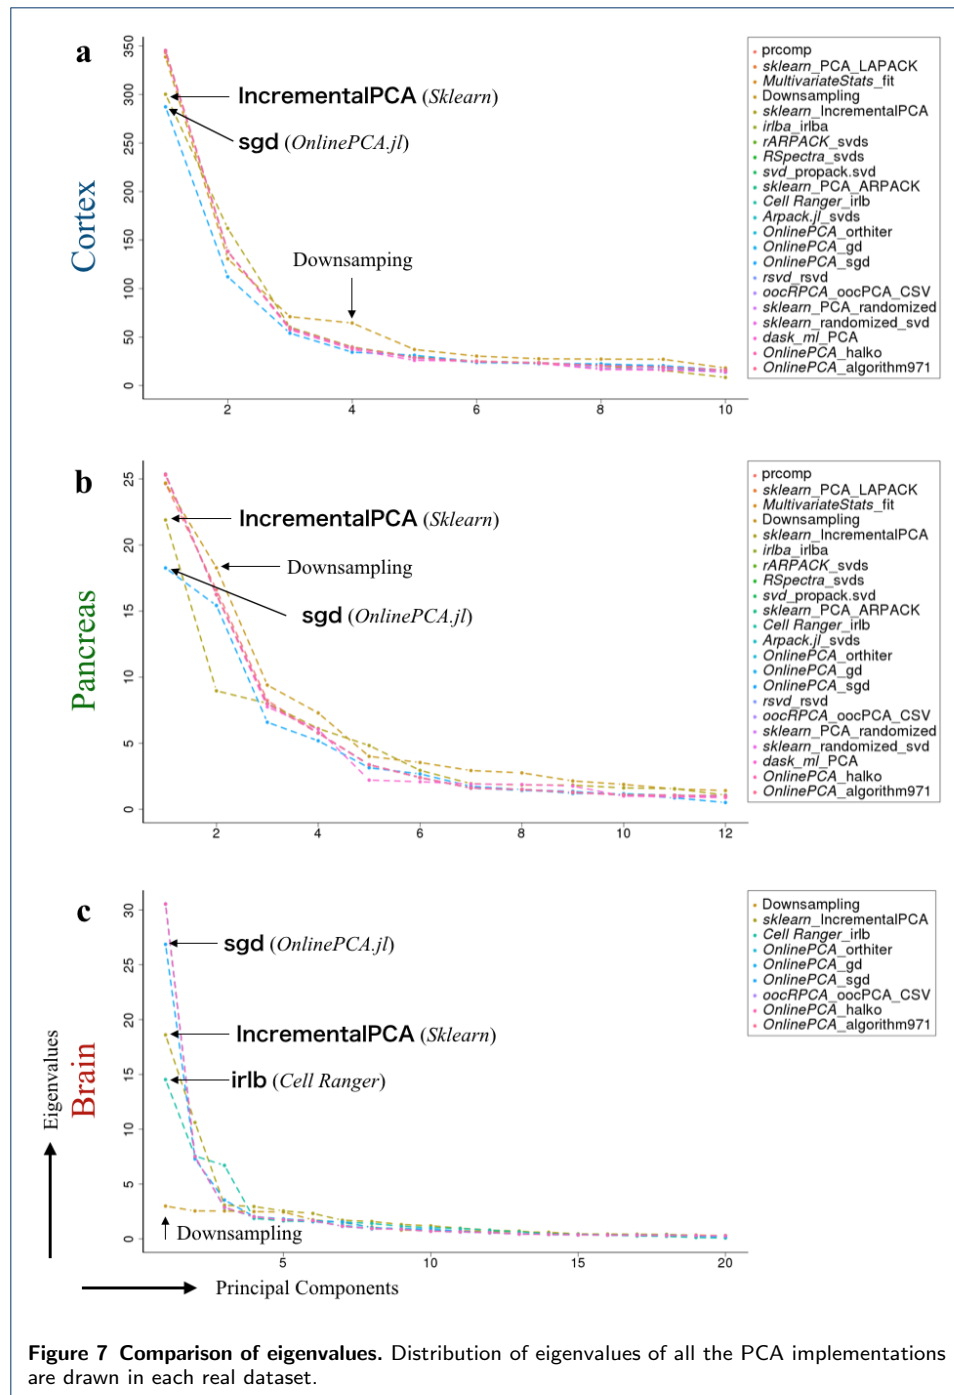 a
350
300
250
200
150
100
50
0
2
4
6
8
10
Cortex
IncrementalPCA (Sklearn)
sgd (OnlinePCA.jl)
Downsamping
prcomp
sklearn_PCA_LAPACK
MultivariateStats_fit
Downsampling
sklearn_IncrementalPCA
irlba_irlba
rARPACK_svds
RSpectra_svds
svd_propack.svd
sklearn_PCA_ARPACK
Cell Ranger_irlb
Arpack.jl_svds
OnlinePCA_orthiter
OnlinePCA_gd
OnlinePCA_sgd
rsvd_rsvd
oocRPCA_oocPCA_CSV
sklearn_PCA_randomized
sklearn_randomized_svd
dask_ml_PCA
OnlinePCA_halko
OnlinePCA_algorithm971
b
25
20
15
10
5
0
2
4
6
8
10
12
Pancreas
IncrementalPCA (Sklearn)
Downsampling
sgd (OnlinePCA.jl)
prcomp
sklearn_PCA_LAPACK
MultivariateStats_fit
Downsampling
sklearn_IncrementalPCA
irlba_irlba
rARPACK_svds
RSpectra_svds
svd_propack.svd
sklearn_PCA_ARPACK
Cell Ranger_irlb
Arpack.jl_svds
OnlinePCA_orthiter
OnlinePCA_gd
OnlinePCA_sgd
rsvd_rsvd
oocRPCA_oocPCA_CSV
sklearn_PCA_randomized
sklearn_randomized_svd
dask_ml_PCA
OnlinePCA_halko
OnlinePCA_algorithm971
c
30
25
20
15
10
5
0
5
10
15
20
Brain
Eigenvalues
sgd (OnlinePCA.jl)
IncrementalPCA (Sklearn)
irlb (Cell Ranger)
Downsampling
Principal Components
Downsampling
sklearn_IncrementalPCA
Cell Ranger_irlb
OnlinePCA_orthiter
OnlinePCA_gd
OnlinePCA_sgd
oocRPCA_oocPCA_CSV
OnlinePCA_halko
OnlinePCA_algorithm971
Figure 7 Comparison of eigenvalues. Distribution of eigenvalues of all the PCA implementations
are drawn in each real dataset.